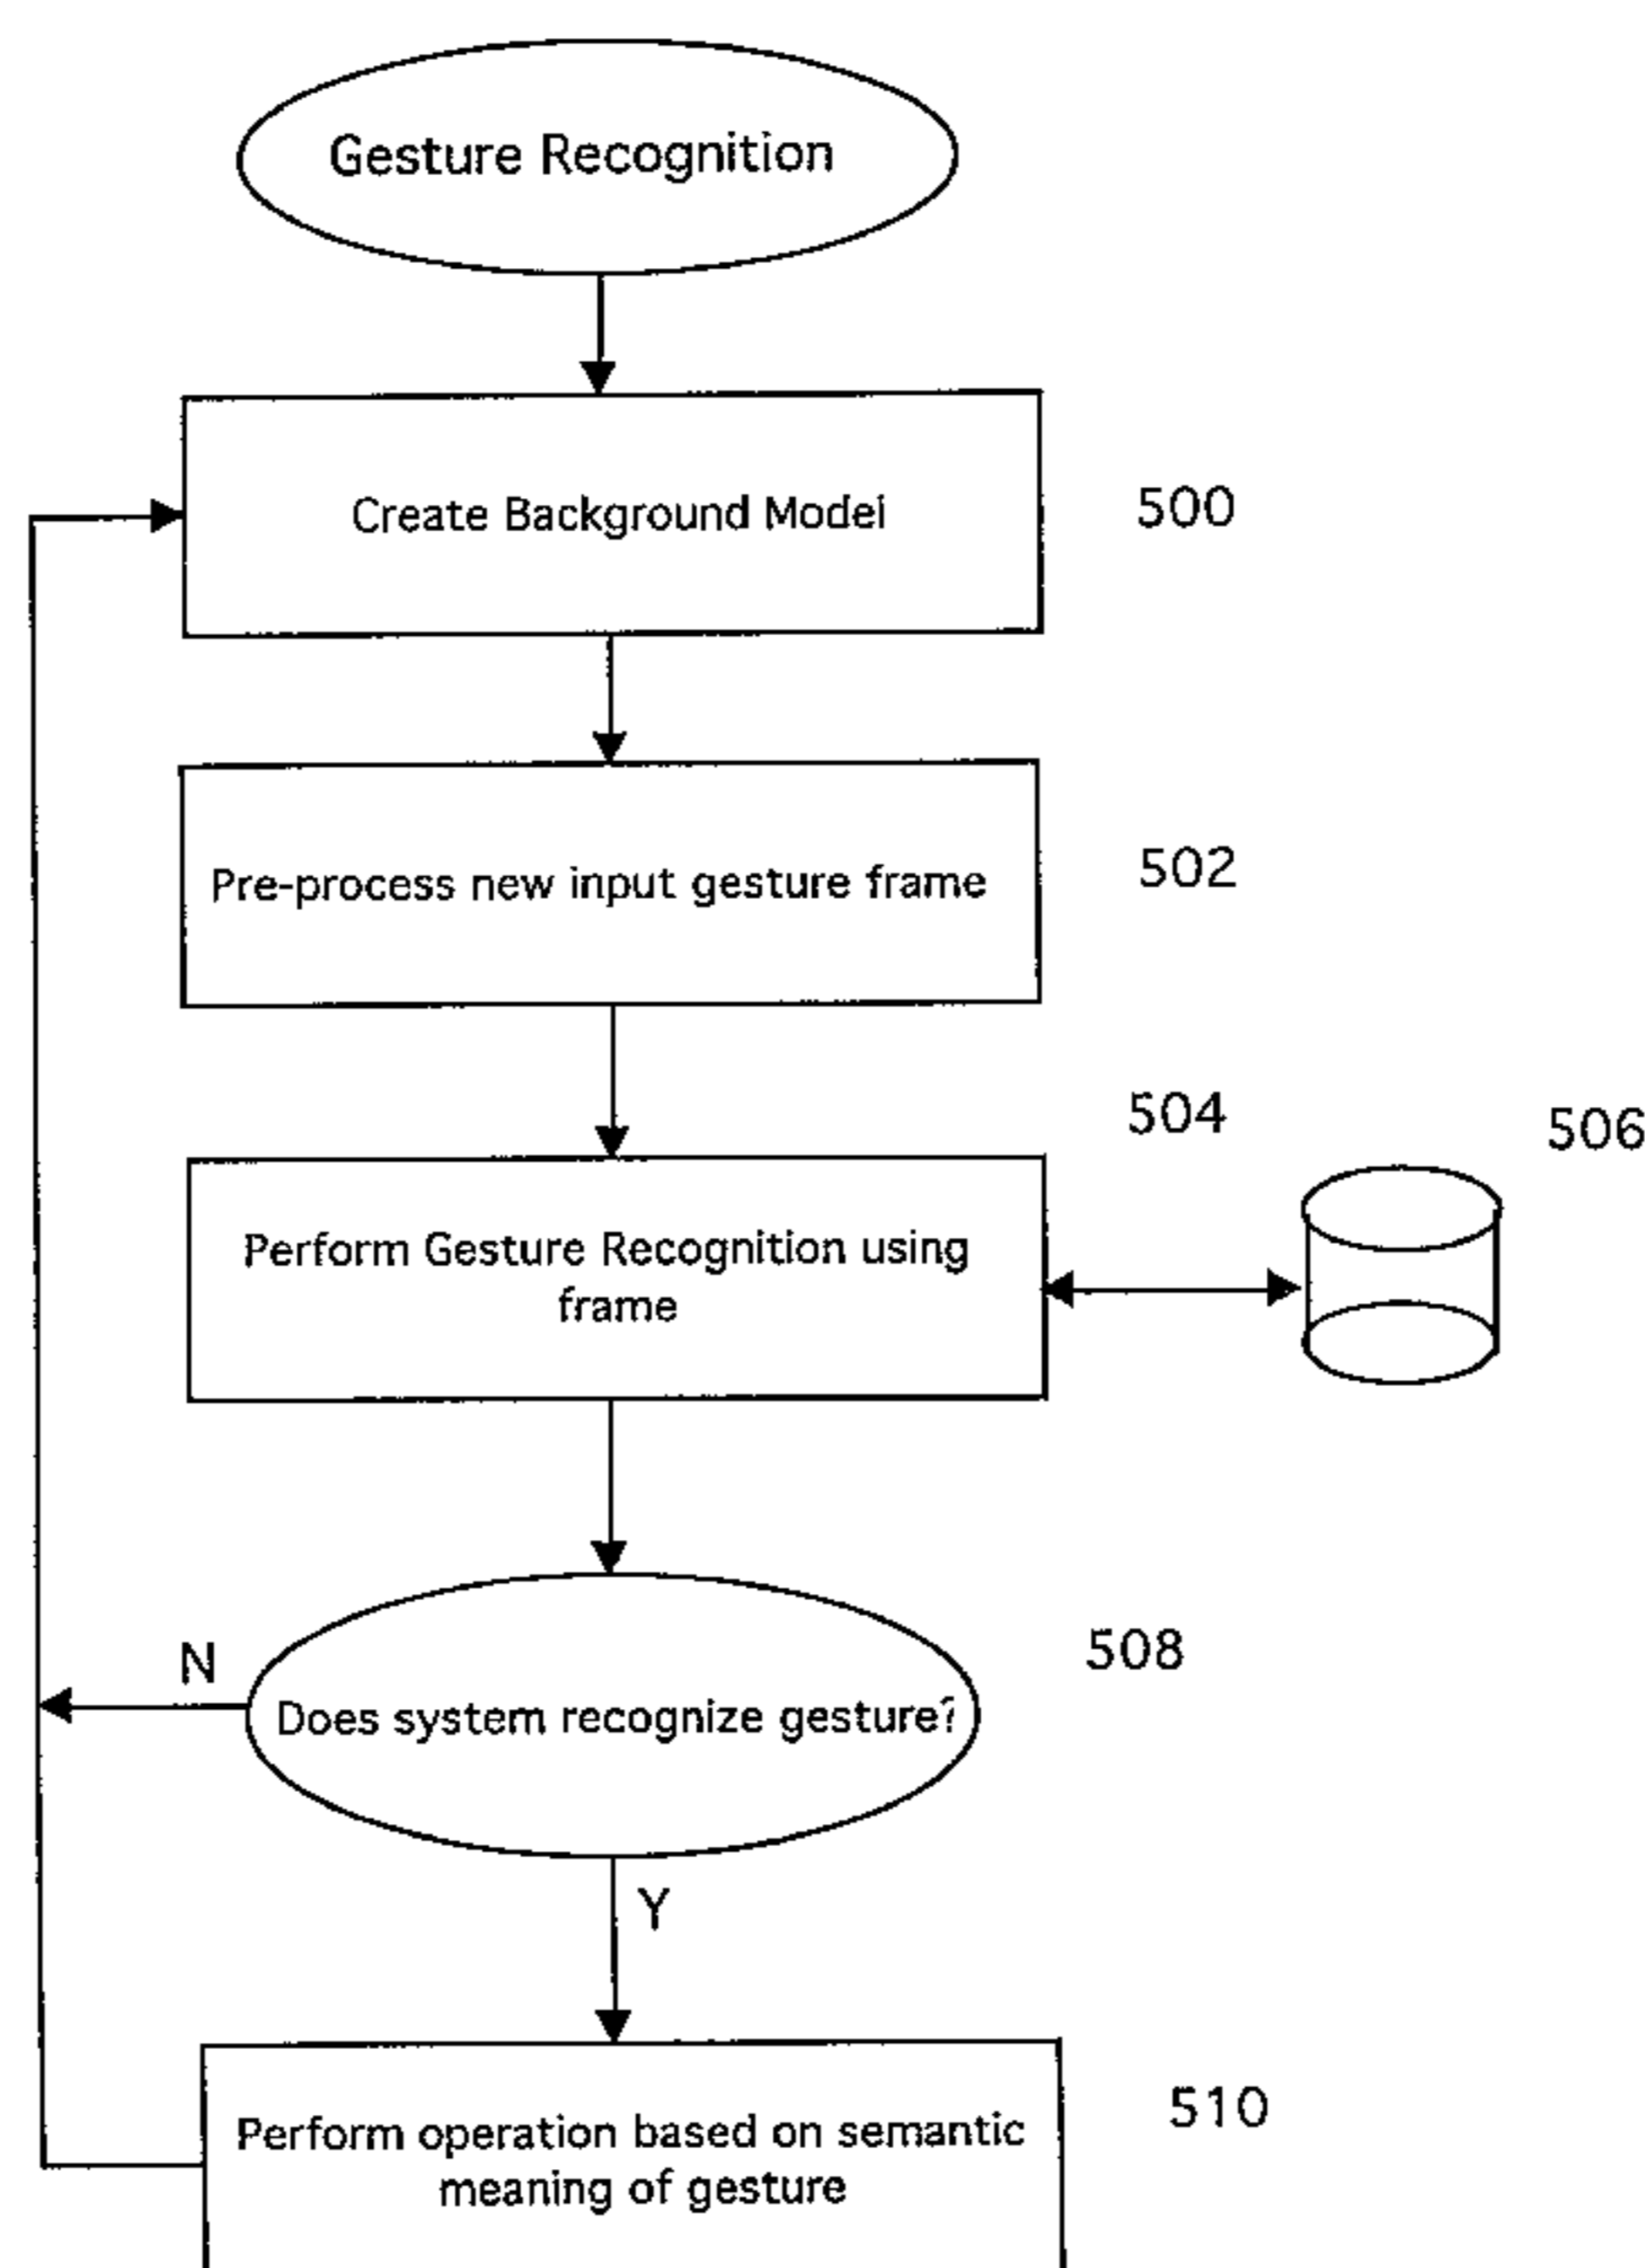 Gesture Recognition
Create Background Model
500
Pre-process new input gesture frame
502
504
506
Perform Gesture Recognition using
frame
508
N
Does system recognize gesture?
Y
510
Perform operation based on semantic
meaning of gesture